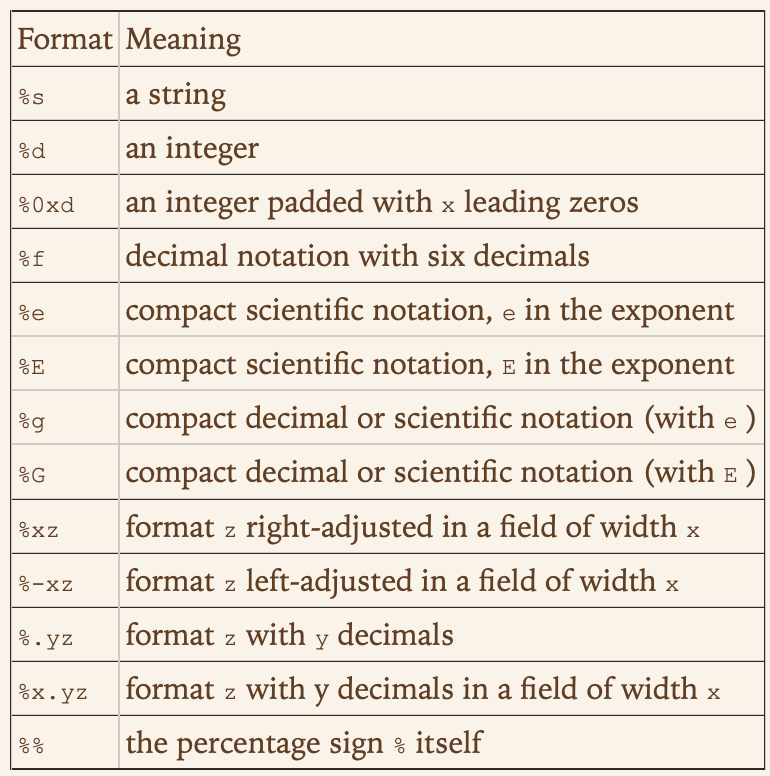 Format Meaning
%s a string
%d an integer
%0xd an integer padded with x leading zeros
%f decimal notation with six decimals
%e compact scientific notation, e in the exponent
%E compact scientific notation, E in the exponent
%g compact decimal or scientific notation (with e )
%G compact decimal or scientific notation (with E )
%xz format z right-adjusted in a field of width x
%-xz format z left-adjusted in a field of width x
%.yz format z with y decimals
%x.yz format z with y decimals in a field of width x
%% the percentage sign % itself